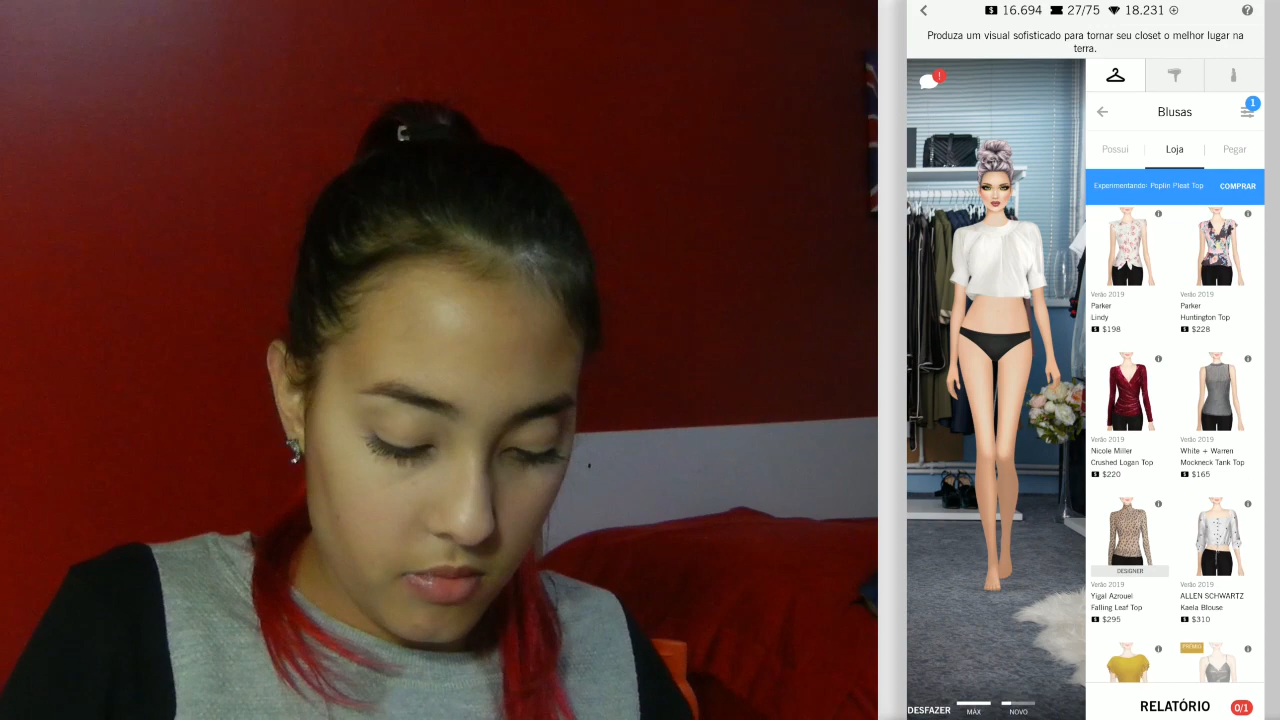 16.694 27/75 18.231
Produza um visual sofisticado para tornar seu closet o melhor lugar na
terra.
Blusas
1
Possui Loja Pegar
Experimentando: Poplin Pleat Top COMPRAR
Verão 2019
Parker
Lindy
$198
Verão 2019
Parker
Huntington Top
$228
Verão 2019
Nicole Miller
Crushed Logan Top
$220
Verão 2019
White + Warren
Mockneck Tank Top
$165
DESIGNER
Verão 2019
Yigal Azrouel
Falling Leaf Top
$295
Verão 2019
ALLEN SCHWARTZ
Kaela Blouse
$310
PRÊMIO
DESFAZER
MÁX
NOVO
RELATÓRIO 0/1